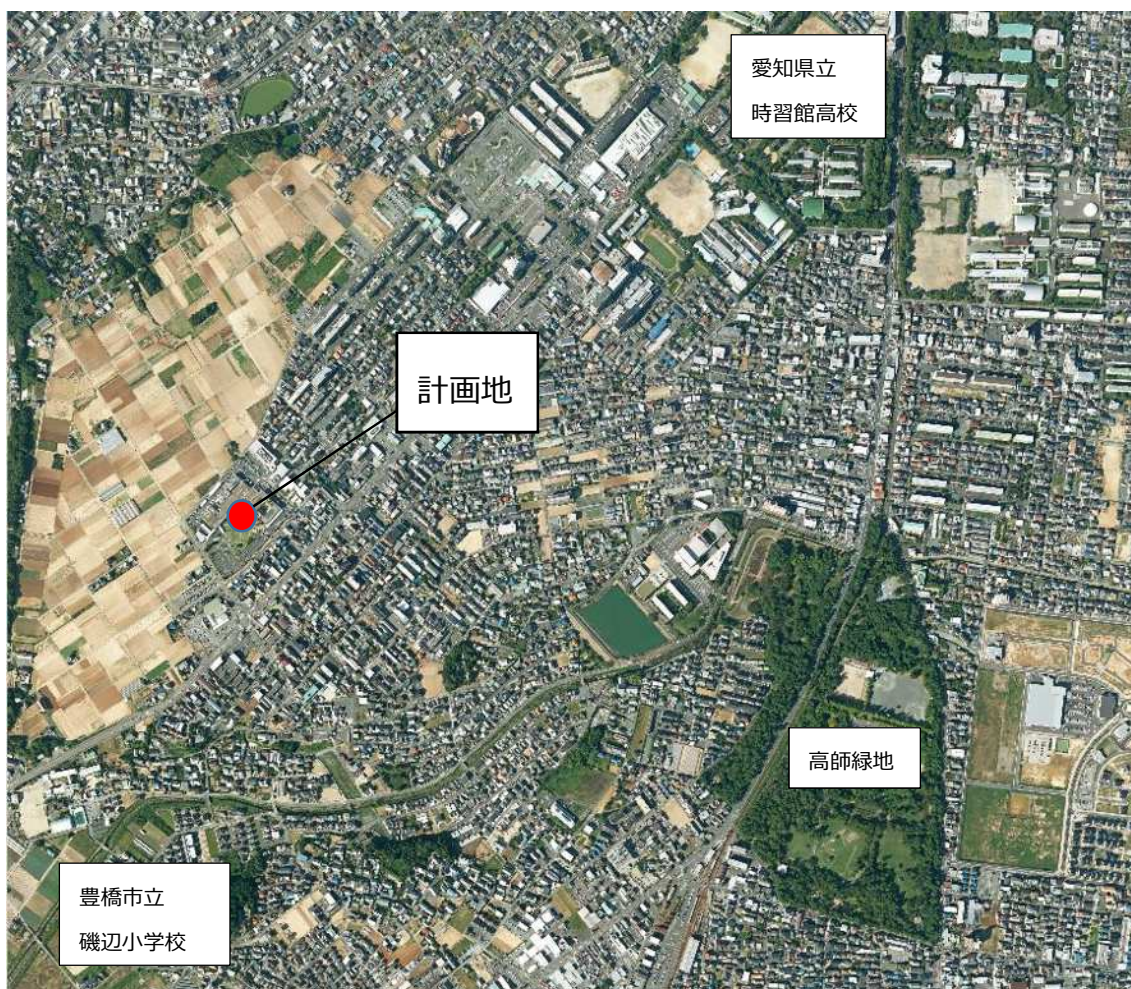 愛知県立
時習館高校
計画地
高師緑地
豊橋市立
磯辺小学校